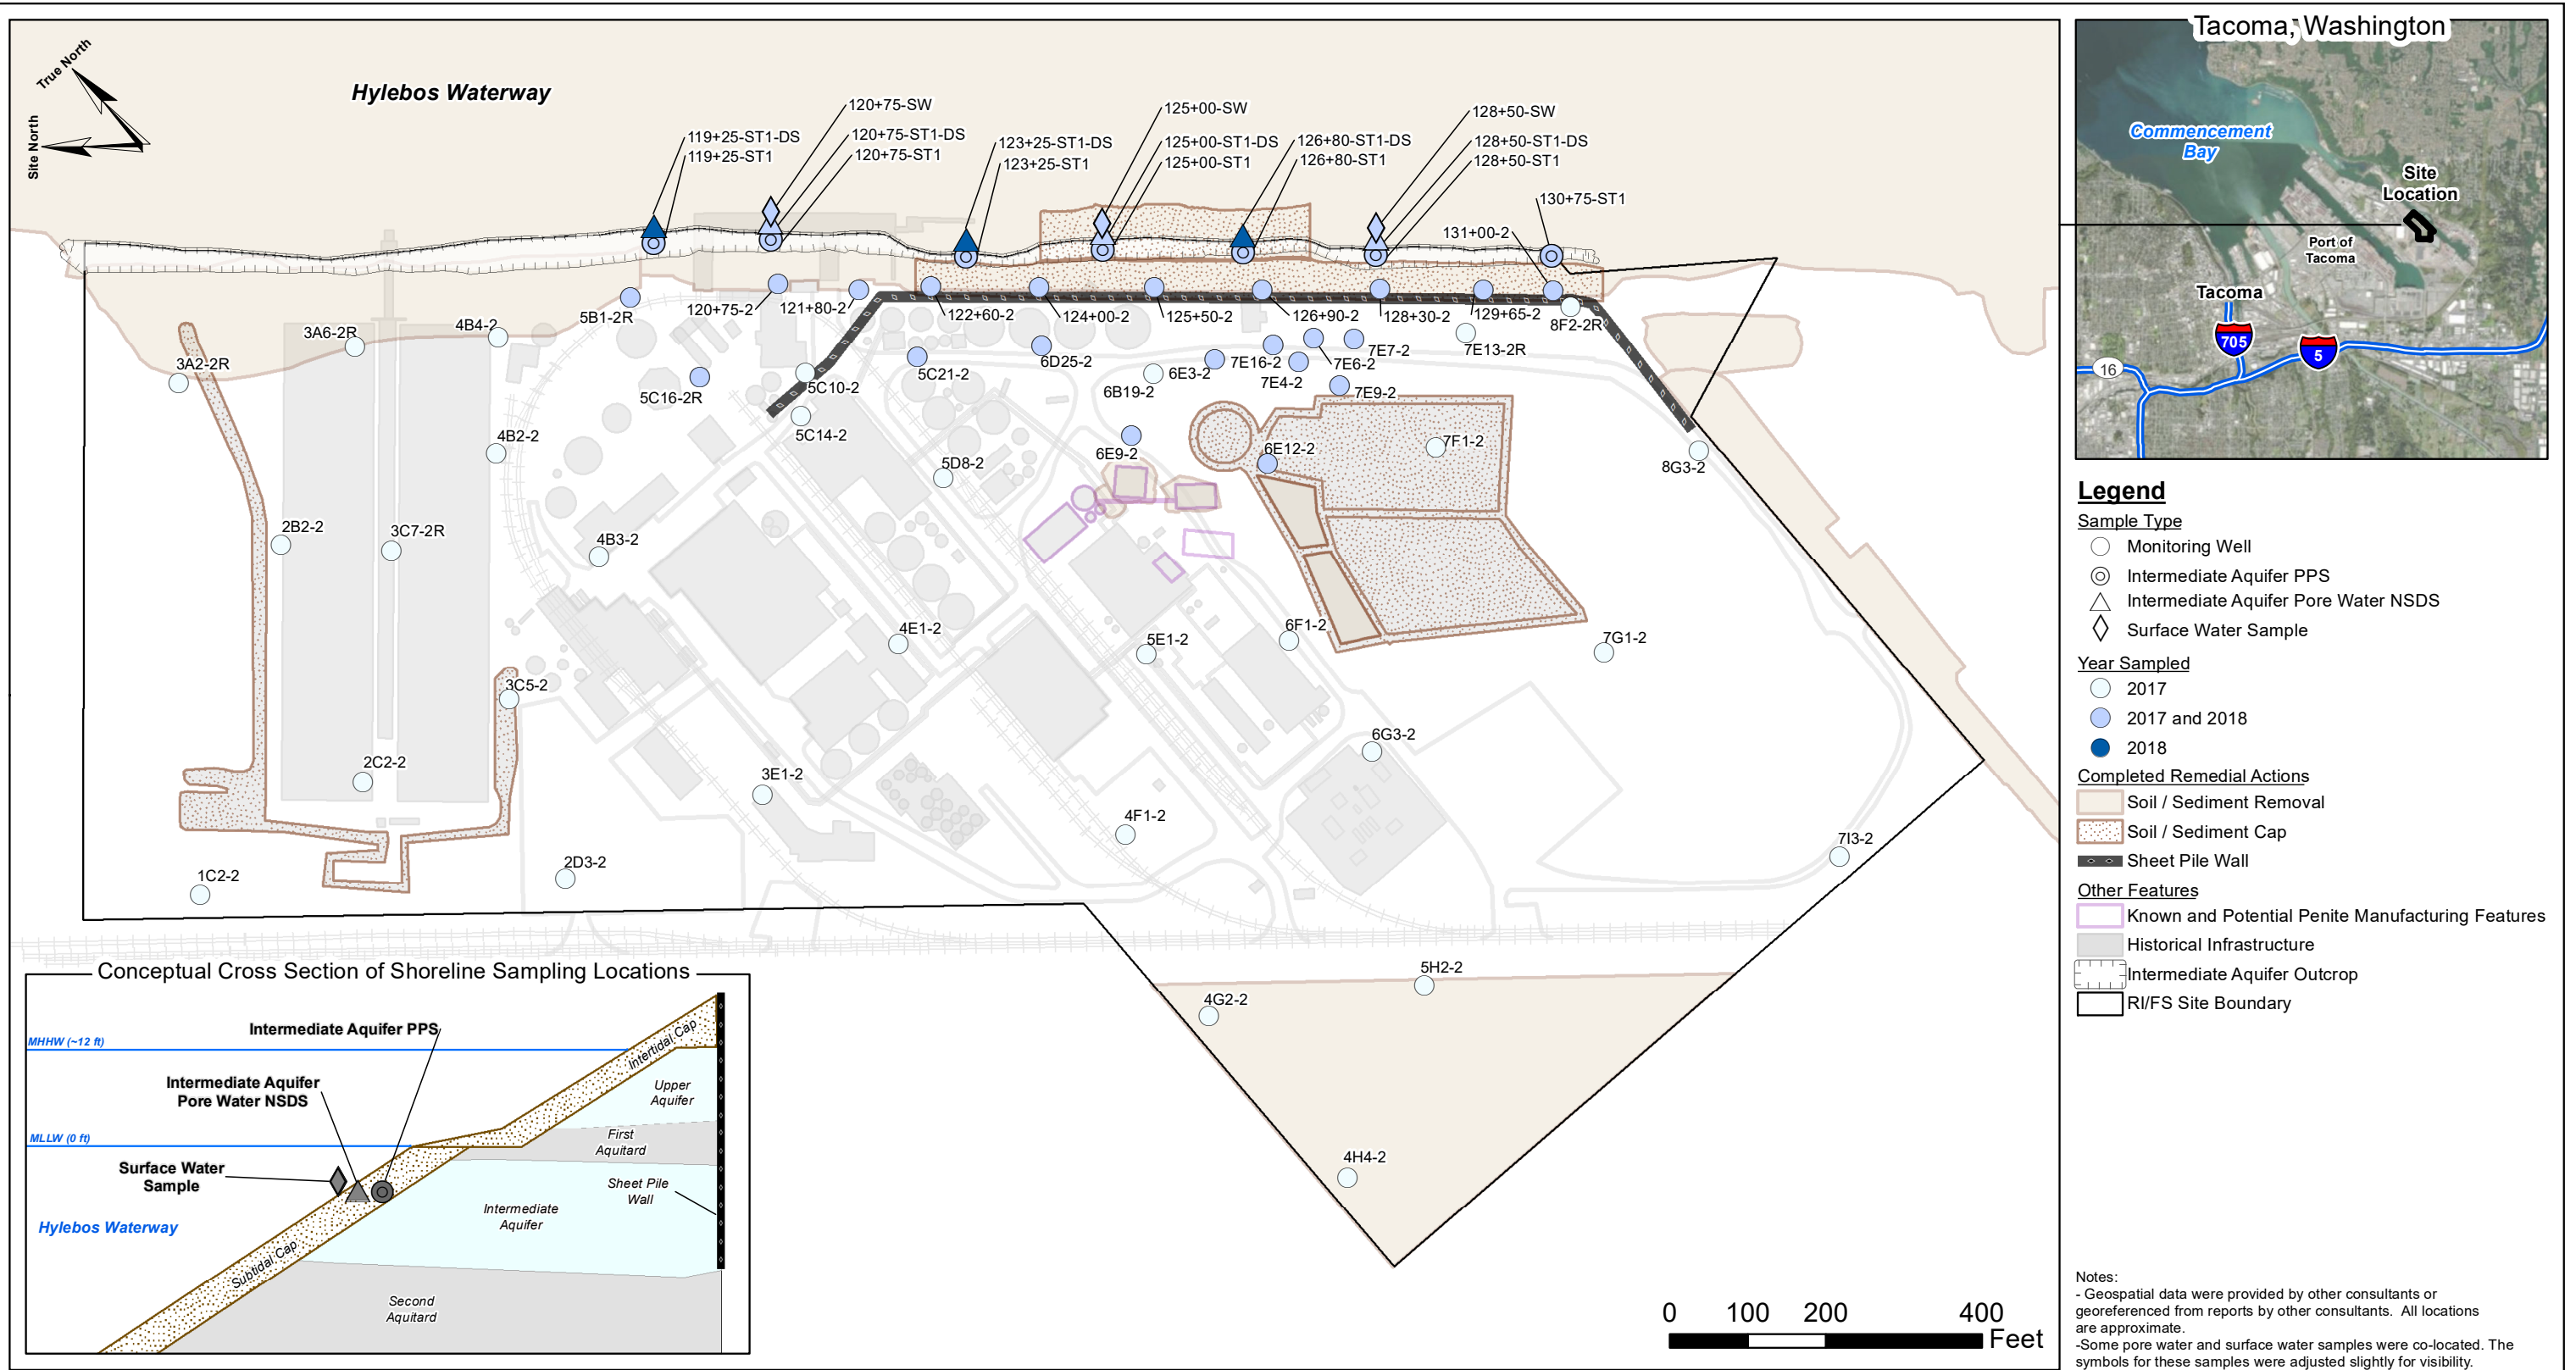 True North
Site North
Hylebos Waterway
119+25-ST1-DS
119+25-ST1
120+75-SW
120+75-ST1-DS
120+75-ST1
123+25-ST1-DS
123+25-ST1
125+00-SW
125+00-ST1-DS
125+00-ST1
126+80-ST1-DS
126+80-ST1
128+50-SW
128+50-ST1-DS
128+50-ST1
130+75-ST1
131+00-2
3A2-2R
3A6-2R
4B4-2
5B1-2R
120+75-2
121+80-2
122+60-2
124+00-2
125+50-2
126+90-2
128+30-2
129+65-2
8F2-2R
5C16-2R
5C10-2
5C14-2
5C21-2
6D25-2
6B19-2
6E3-2
7E16-2
7E4-2
7E6-2
7E7-2
7E9-2
7E13-2R
4B2-2
5D8-2
6E9-2
6E12-2
7F1-2
8G3-2
2B2-2
3C7-2R
4B3-2
4E1-2
5E1-2
6F1-2
7G1-2
3C5-2
2C2-2
3E1-2
6G3-2
4F1-2
7I3-2
1C2-2
2D3-2
4G2-2
5H2-2
4H4-2
Conceptual Cross Section of Shoreline Sampling Locations
Intermediate Aquifer PPS
MHHW (~12 ft)
Intertidal Cap
Intermediate Aquifer
Pore Water NSDS
Upper
Aquifer
MLLW (0 ft)
First
Aquitard
Surface Water
Sample
Sheet Pile
Wall
Intermediate
Aquifer
Hylebos Waterway
Subtidal Cap
Second
Aquitard
0 100 200 400
Feet
Tacoma, Washington
Commencement
Bay
Site
Location
Port of
Tacoma
Tacoma
705
5
16
Legend
Sample Type
Monitoring Well
Intermediate Aquifer PPS
Intermediate Aquifer Pore Water NSDS
Surface Water Sample
Year Sampled
2017
2017 and 2018
2018
Completed Remedial Actions
Soil / Sediment Removal
Soil / Sediment Cap
Sheet Pile Wall
Other Features
Known and Potential Penite Manufacturing Features
Historical Infrastructure
Intermediate Aquifer Outcrop
RI/FS Site Boundary
Notes:
- Geospatial data were provided by other consultants or
georeferenced from reports by other consultants. All locations
are approximate.
-Some pore water and surface water samples were co-located. The
symbols for these samples were adjusted slightly for visibility.